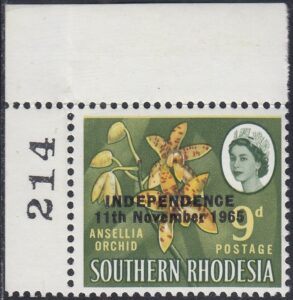 214
INDEPENDENCE
11th November 1965
ANSELLIA
ORCHID
9d
POSTAGE
SOUTHERN RHODESIA